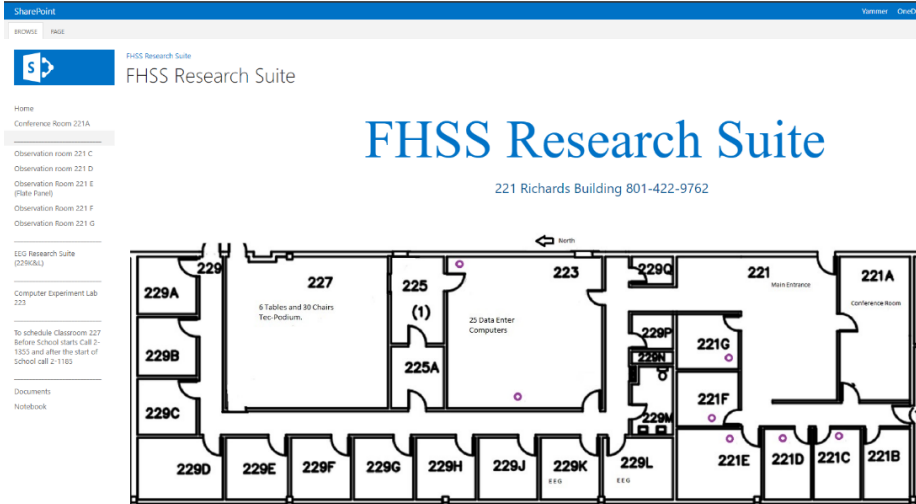 SharePoint
Yammer OneD
BROWSE PAGE
S
FHSS Research Suite
FHSS Research Suite
Home
Conference Room 221A
Observation room 221 C
Observation room 221 D
Observation Room 221 E
(Flate Panel)
Observation Room 221 F
Observation Room 221 G
EEG Research Suite
(229K&L)
Computer Experiment Lab
223
To schedule Classroom 227
Before School starts Call 2-
1355 and after the start of
School call 2-1185
Documents
Notebook
FHSS Research Suite
221 Richards Building 801-422-9762
North
229
229A
227
6 Tables and 30 Chairs
Tec-Podium.
225
(1)
223
25 Data Enter
Computers
229Q
221
Main Entrance
221A
Conference Room
229B
225A
229P
229N
221G
229C
229M
221F
229D
229E
229F
229G
229H
229J
229K
EEG
229L
EEG
221E
221D
221C
221B